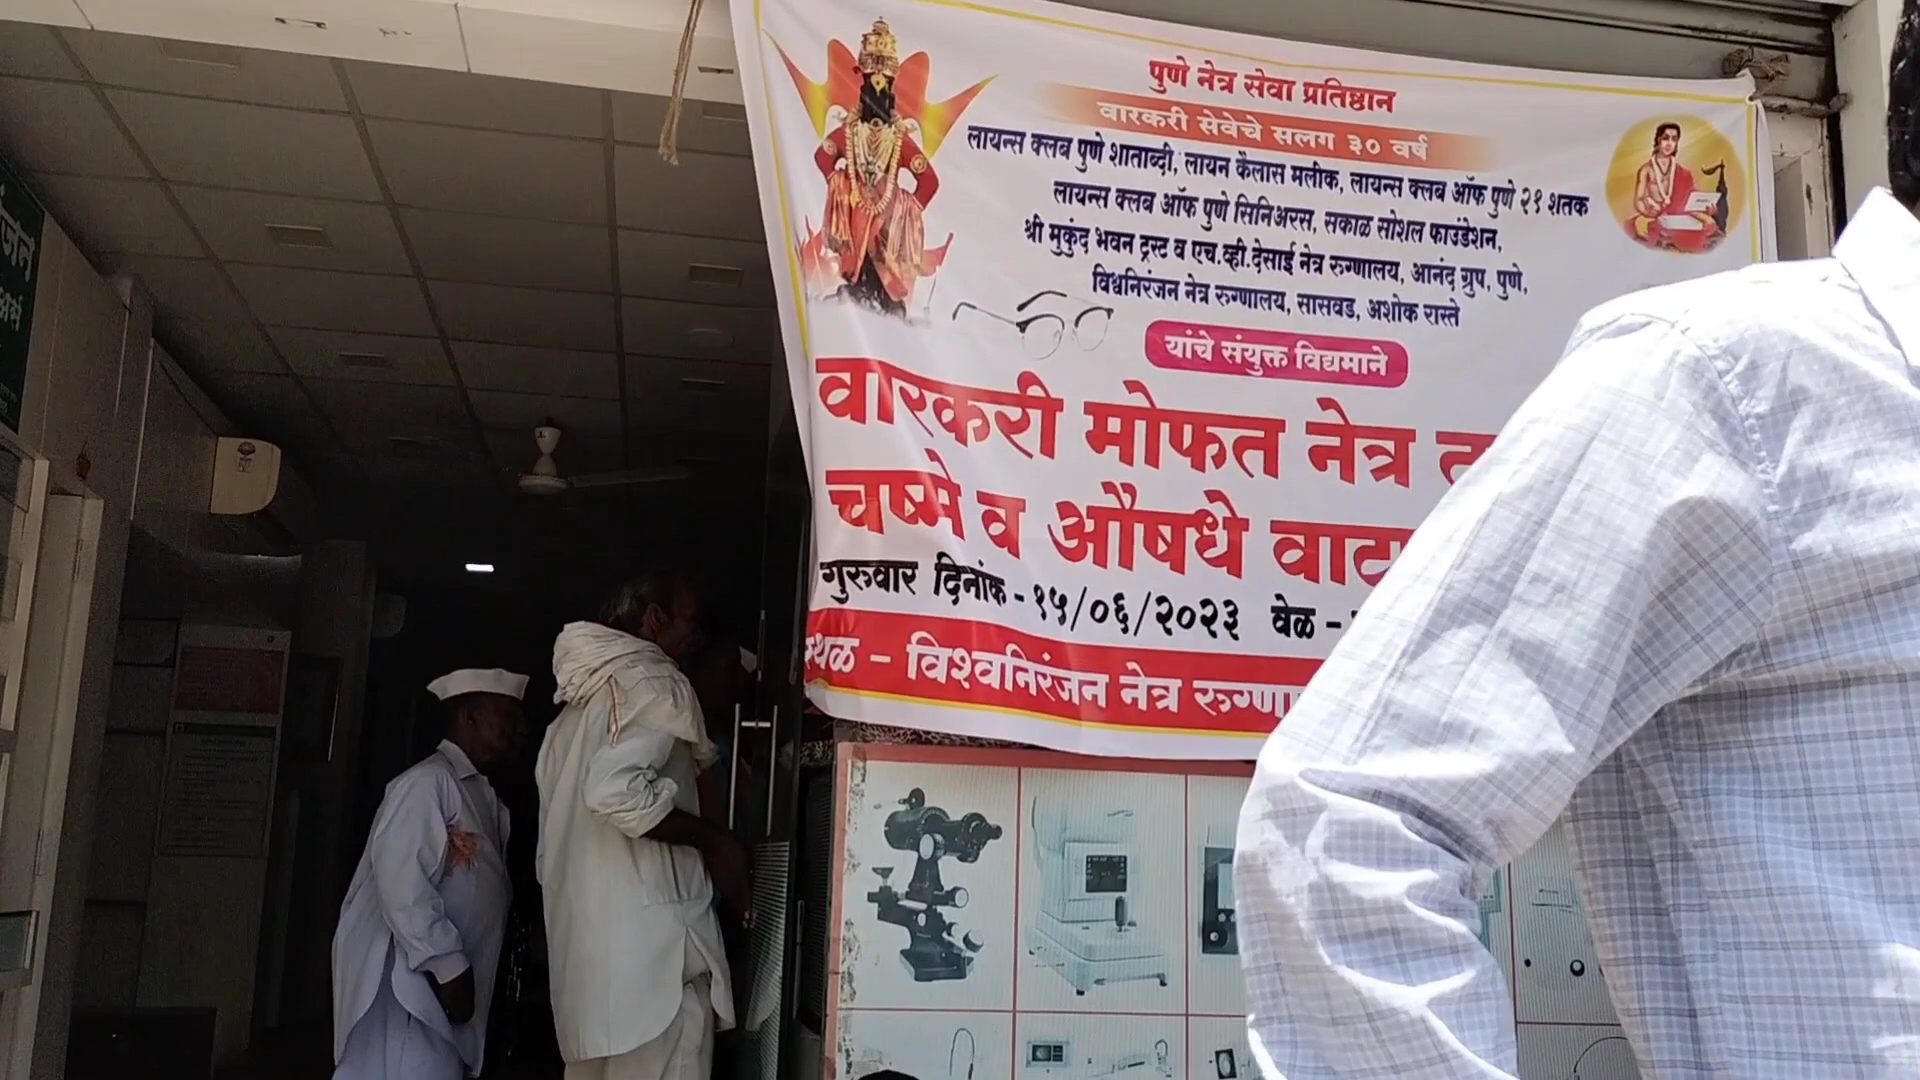 पुणे नेत्र सेवा प्रतिष्ठान
वारकरी सेवेचे सलग ३० वर्ष
लायन्स क्लब पुणे शताब्दी, लायन कैलास मलीक, लायन्स क्लब ऑफ पुणे २१ शतक
लायन्स क्लब ऑफ पुणे सिनिअरस, सकाळ सोशल फाउंडेशन,
श्री मुकुंद भवन ट्रस्ट व एच.व्ही.देसाई नेत्र रुग्णालय, आनंद ग्रुप, पुणे,
विश्वनिरंजन नेत्र रुग्णालय, सासवड, अशोक रास्ते
यांचे संयुक्त विद्यमाने
वारकरी मोफत नेत्र
चष्मे व औषधे
गुरुवार दिनांक - १५/०६/२०२३ वेळ -
स्थळ - विश्वनिरंजन नेत्र